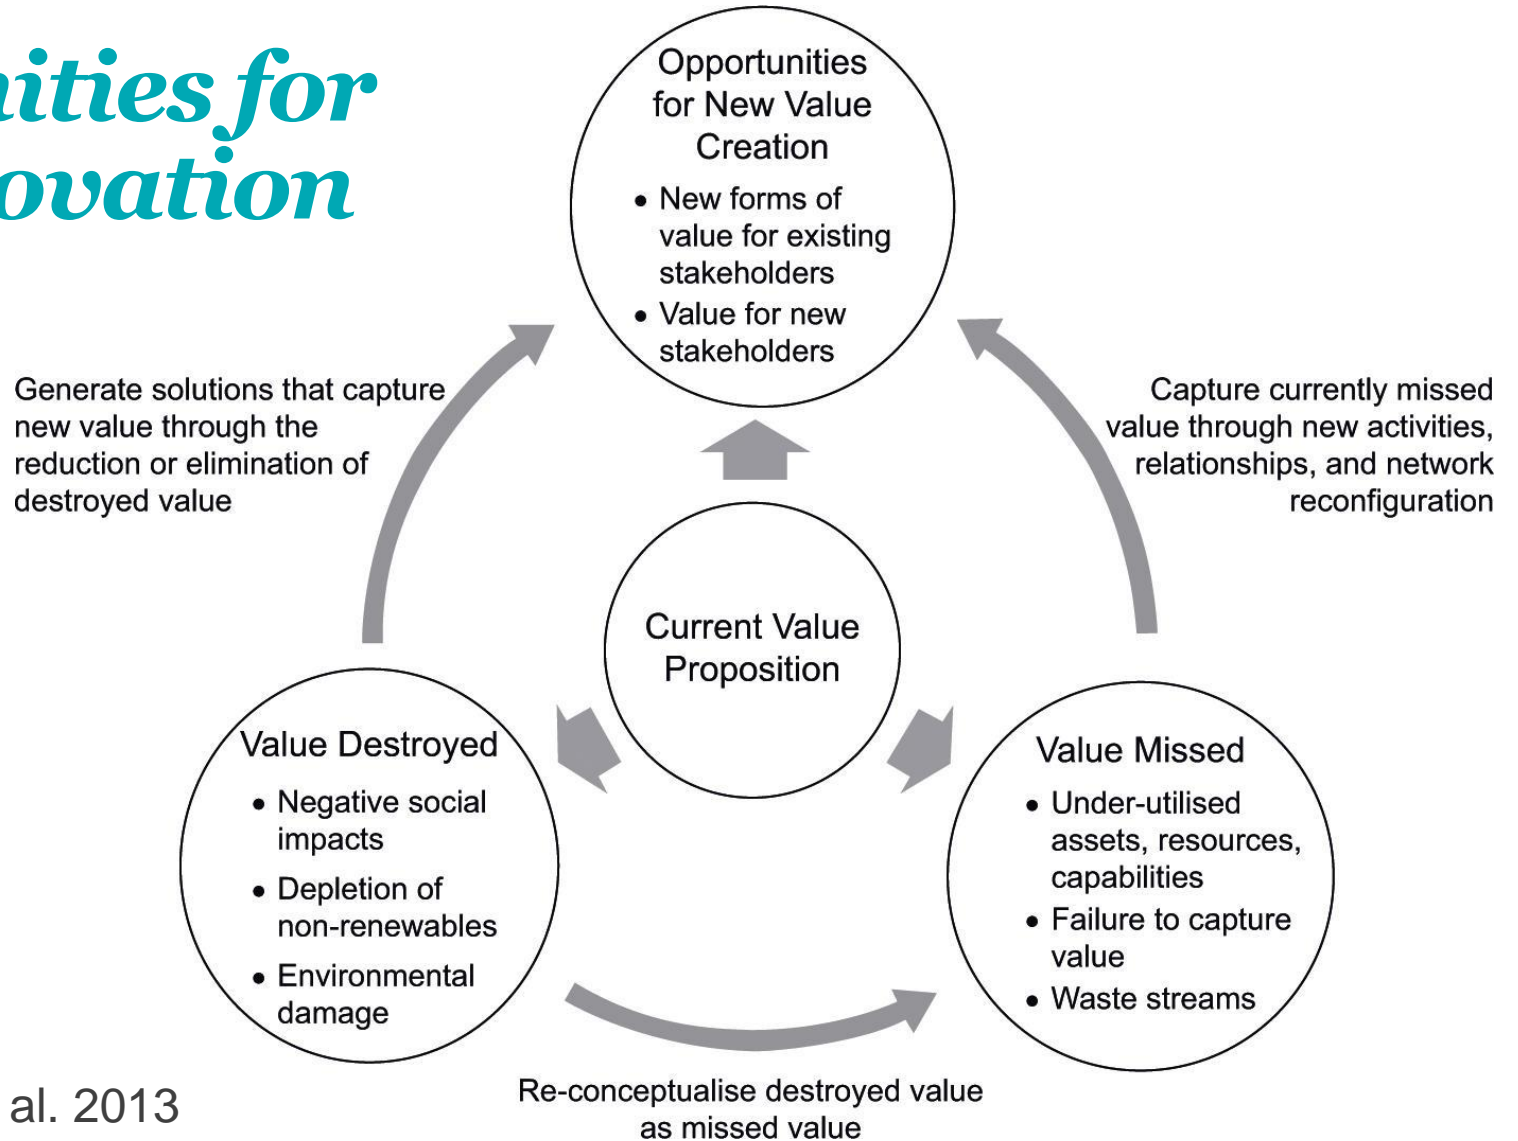 nities for
ovation
Opportunities
for New Value
Creation
• New forms of
value for existing
stakeholders
• Value for new
stakeholders
Generate solutions that capture
new value through the
reduction or elimination of
destroyed value
Capture currently missed
value through new activities,
relationships, and network
reconfiguration
Current Value
Proposition
Value Destroyed
• Negative social
impacts
• Depletion of
non-renewables
• Environmental
damage
Value Missed
• Under-utilised
assets, resources,
capabilities
• Failure to capture
value
• Waste streams
Re-conceptualise destroyed value
as missed value
al. 2013